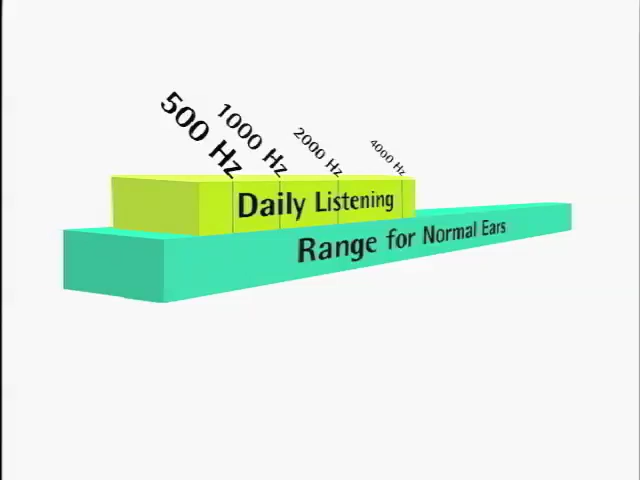 500 Hz
1000 Hz
2000 Hz
4000 Hz
Daily Listening
Range for Normal Ears